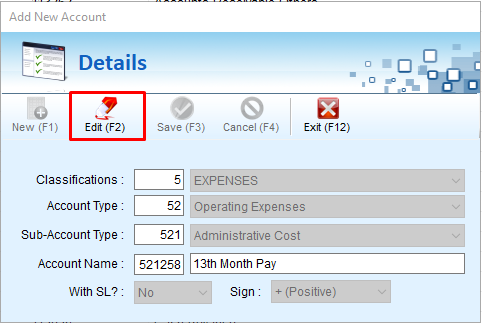 Add New Account
Details
New (F1) Edit (F2) Save (F3) Cancel (F4) Exit (F12)
Classifications : 5 EXPENSES
Account Type : 52 Operating Expenses
Sub-Account Type : 521 Administrative Cost
Account Name : 521258 13th Month Pay
With SL? : No Sign : + (Positive)